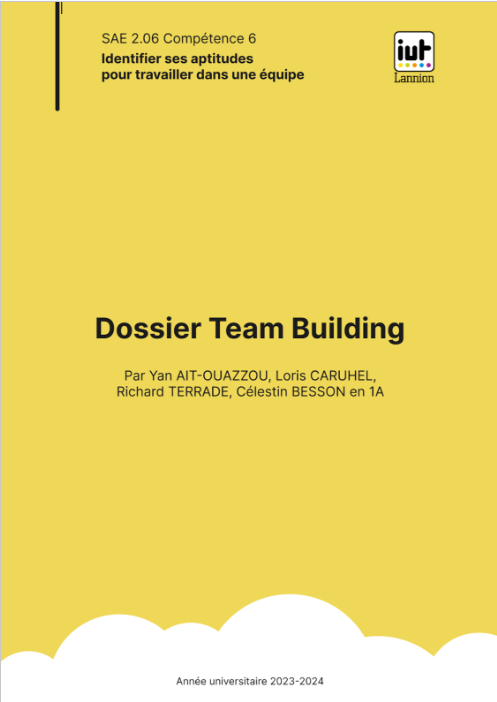 SAE 2.06 Compétence 6
Identifier ses aptitudes
pour travailler dans une équipe
iut
Lannion
Dossier Team Building
Par Yan AIT-OUAZZOU, Loris CARUHEL,
Richard TERRADE, Célestin BESSON en 1A
Année universitaire 2023-2024